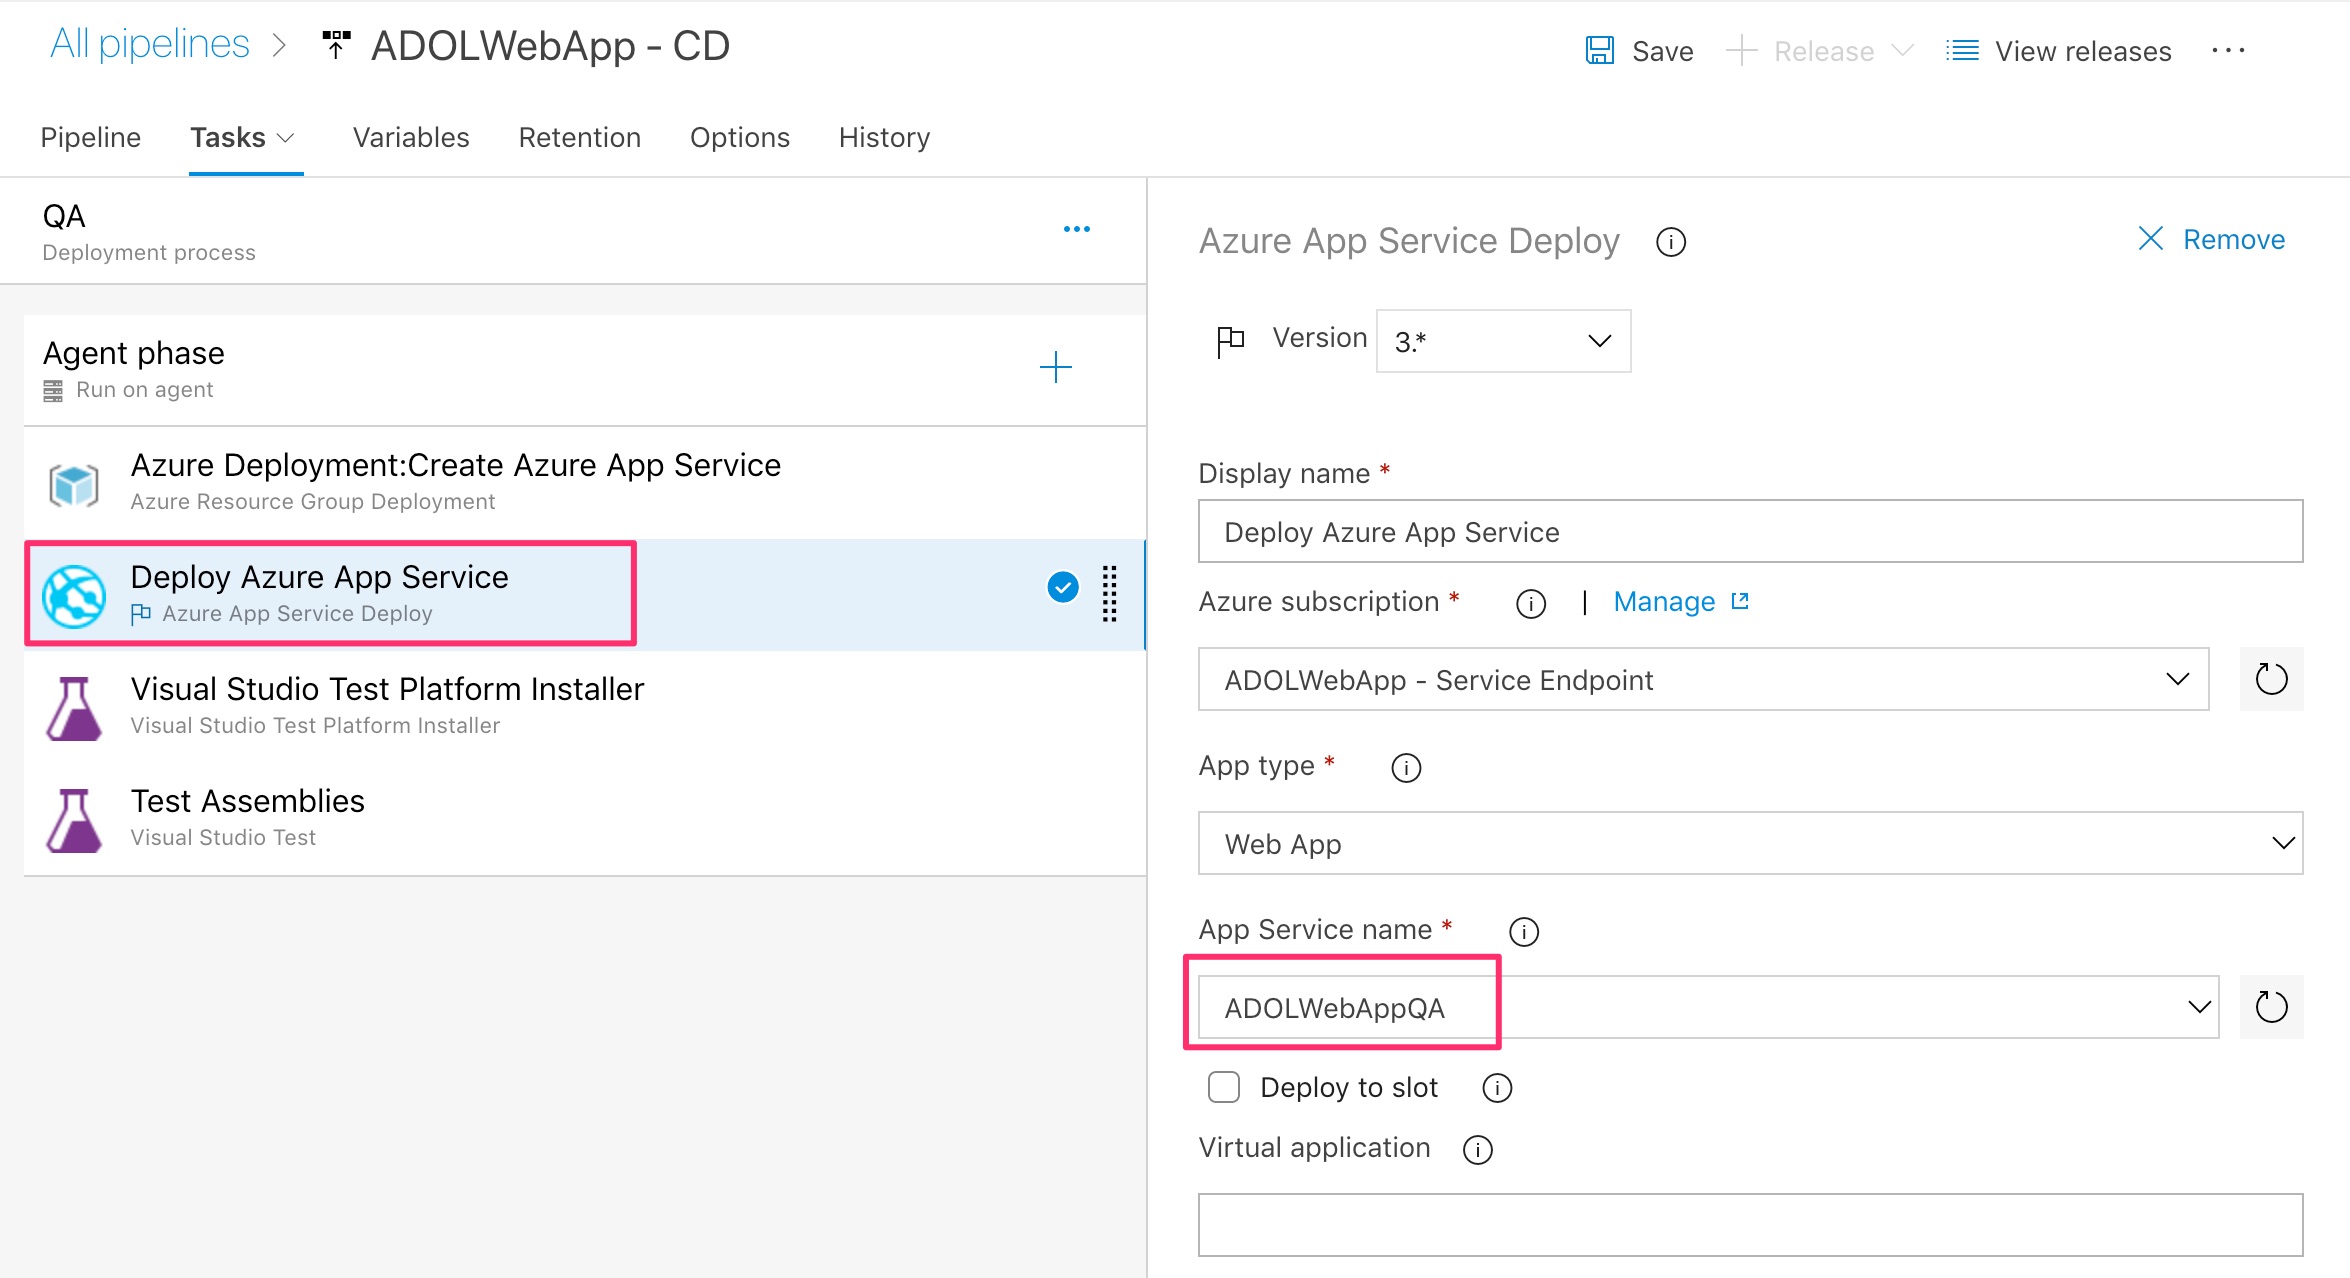 All pipelines > ADOLWebApp - CD
Save
Release
View releases
Pipeline
Tasks
Variables
Retention
Options
History
QA
Deployment process
Agent phase
Run on agent
Azure Deployment:Create Azure App Service
Azure Resource Group Deployment
Deploy Azure App Service
Azure App Service Deploy
Visual Studio Test Platform Installer
Visual Studio Test Platform Installer
Test Assemblies
Visual Studio Test
Azure App Service Deploy
Remove
Version 3.*
Display name *
Deploy Azure App Service
Azure subscription * | Manage
ADOLWebApp - Service Endpoint
App type *
Web App
App Service name *
ADOLWebAppQA
Deploy to slot
Virtual application